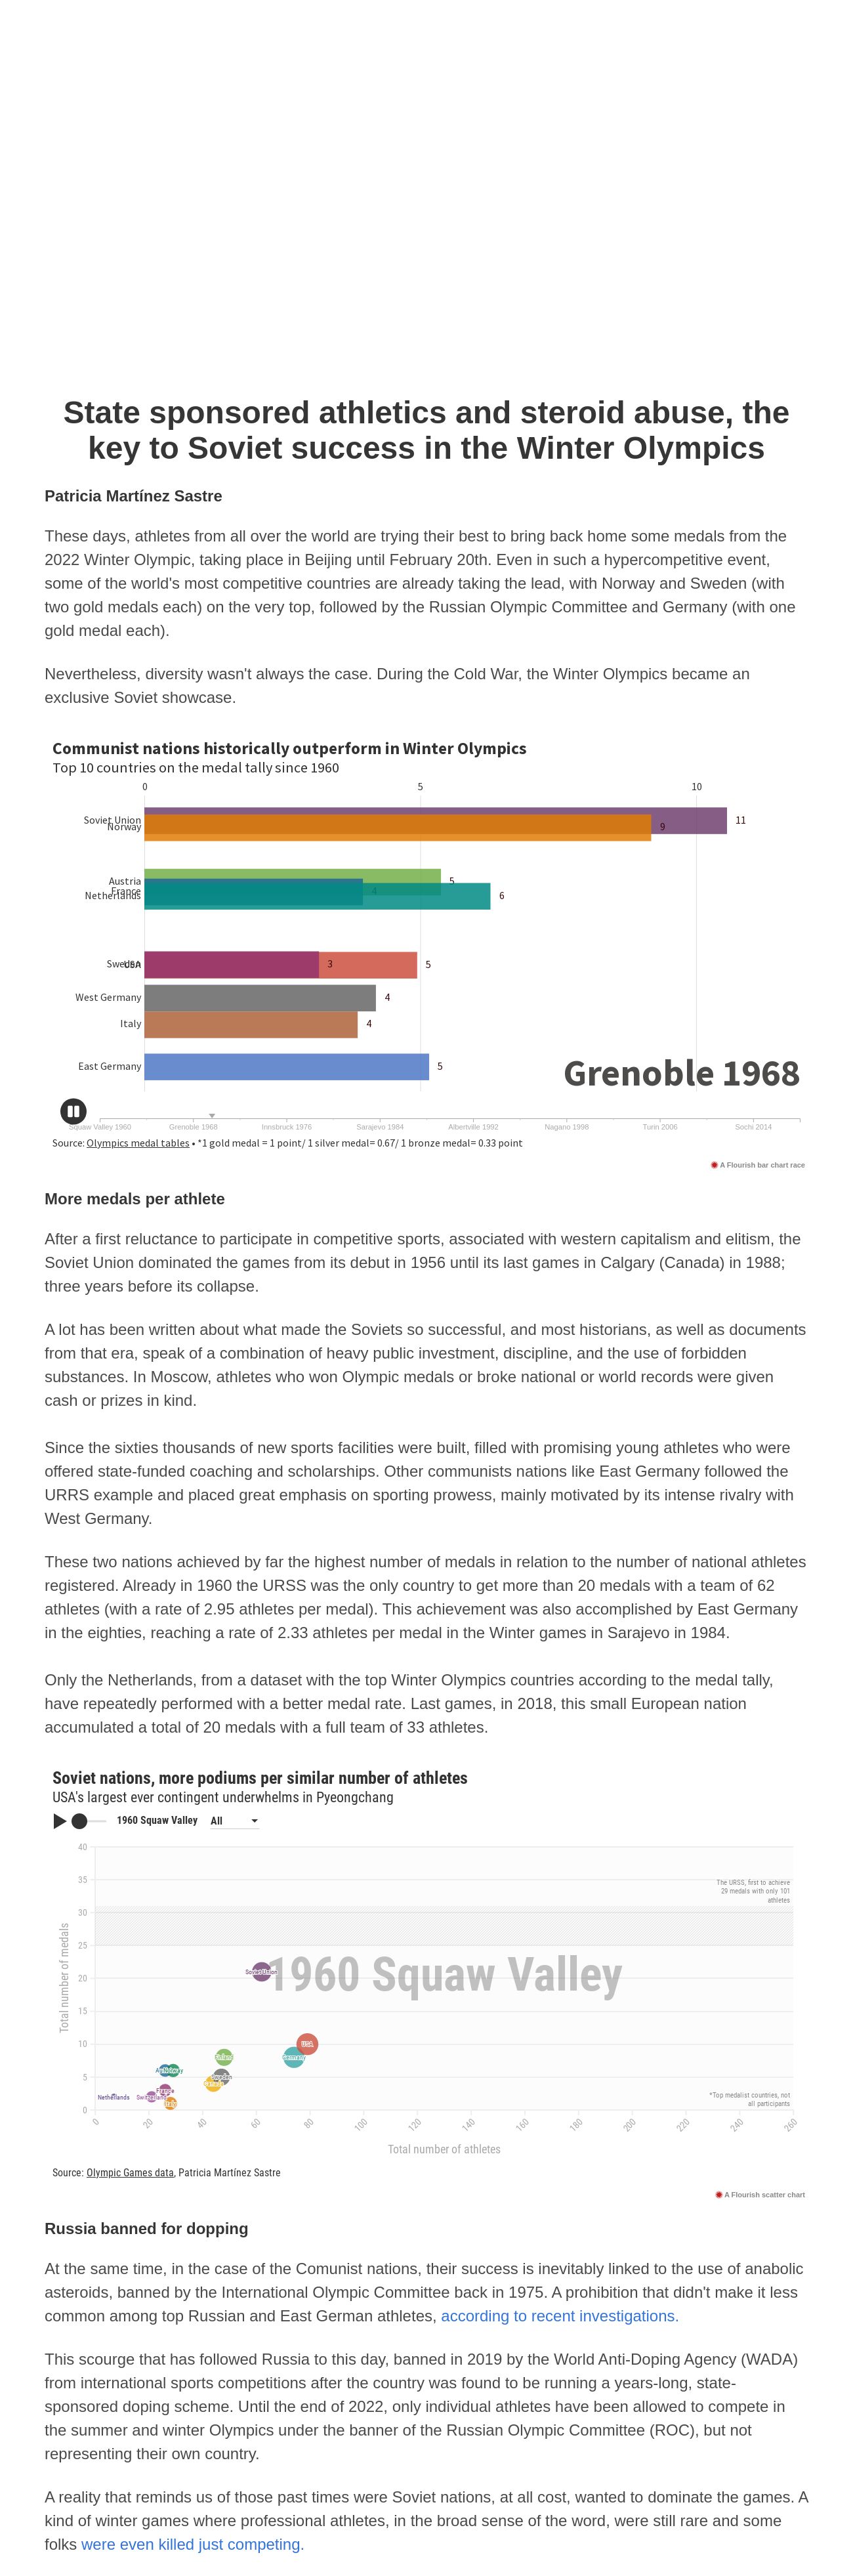 State sponsored athletics and steroid abuse, the
key to Soviet success in the Winter Olympics
Patricia Martínez Sastre
These days, athletes from all over the world are trying their best to bring back home some medals from the
2022 Winter Olympic, taking place in Beijing until February 20th. Even in such a hypercompetitive event,
some of the world's most competitive countries are already taking the lead, with Norway and Sweden (with
two gold medals each) on the very top, followed by the Russian Olympic Committee and Germany (with one
gold medal each).
Nevertheless, diversity wasn't always the case. During the Cold War, the Winter Olympics became an
exclusive Soviet showcase.
Communist nations historically outperform in Winter Olympics
Top 10 countries on the medal tally since 1960
0 5 10
Soviet Union 11
Norway 9
Austria 5
France 4
Netherlands 6
Sweden 3
USA 5
West Germany 4
Italy 4
East Germany 5
Grenoble 1968
Squaw Valley 1960 Grenoble 1968 Innsbruck 1976 Sarajevo 1984 Albertville 1992 Nagano 1998 Turin 2006 Sochi 2014
Source: Olympics medal tables • *1 gold medal = 1 point/ 1 silver medal= 0.67/ 1 bronze medal= 0.33 point
A Flourish bar chart race
More medals per athlete
After a first reluctance to participate in competitive sports, associated with western capitalism and elitism, the
Soviet Union dominated the games from its debut in 1956 until its last games in Calgary (Canada) in 1988;
three years before its collapse.
A lot has been written about what made the Soviets so successful, and most historians, as well as documents
from that era, speak of a combination of heavy public investment, discipline, and the use of forbidden
substances. In Moscow, athletes who won Olympic medals or broke national or world records were given
cash or prizes in kind.
Since the sixties thousands of new sports facilities were built, filled with promising young athletes who were
offered state-funded coaching and scholarships. Other communists nations like East Germany followed the
URRS example and placed great emphasis on sporting prowess, mainly motivated by its intense rivalry with
West Germany.
These two nations achieved by far the highest number of medals in relation to the number of national athletes
registered. Already in 1960 the URSS was the only country to get more than 20 medals with a team of 62
athletes (with a rate of 2.95 athletes per medal). This achievement was also accomplished by East Germany
in the eighties, reaching a rate of 2.33 athletes per medal in the Winter games in Sarajevo in 1984.
Only the Netherlands, from a dataset with the top Winter Olympics countries according to the medal tally,
have repeatedly performed with a better medal rate. Last games, in 2018, this small European nation
accumulated a total of 20 medals with a full team of 33 athletes.
Soviet nations, more podiums per similar number of athletes
USA's largest ever contingent underwhelms in Pyeongchang
1960 Squaw Valley All
40
35
30
25
20
15
10
5
0
Total number of medals
The URSS, first to achieve
29 medals with only 101
athletes
1960 Squaw Valley
Soviet Union
USA
Germany
Finland
Norway
Sweden
France
Netherlands
Switzerland
Italy
*Top medalist countries, not
all participants
0 20 40 60 80 100 120 140 160 180 200 220 240 260
Total number of athletes
Source: Olympic Games data, Patricia Martínez Sastre
A Flourish scatter chart
Russia banned for dopping
At the same time, in the case of the Comunist nations, their success is inevitably linked to the use of anabolic
asteroids, banned by the International Olympic Committee back in 1975. A prohibition that didn't make it less
common among top Russian and East German athletes, according to recent investigations.
This scourge that has followed Russia to this day, banned in 2019 by the World Anti-Doping Agency (WADA)
from international sports competitions after the country was found to be running a years-long, state-
sponsored doping scheme. Until the end of 2022, only individual athletes have been allowed to compete in
the summer and winter Olympics under the banner of the Russian Olympic Committee (ROC), but not
representing their own country.
A reality that reminds us of those past times were Soviet nations, at all cost, wanted to dominate the games. A
kind of winter games where professional athletes, in the broad sense of the word, were still rare and some
folks were even killed just competing.